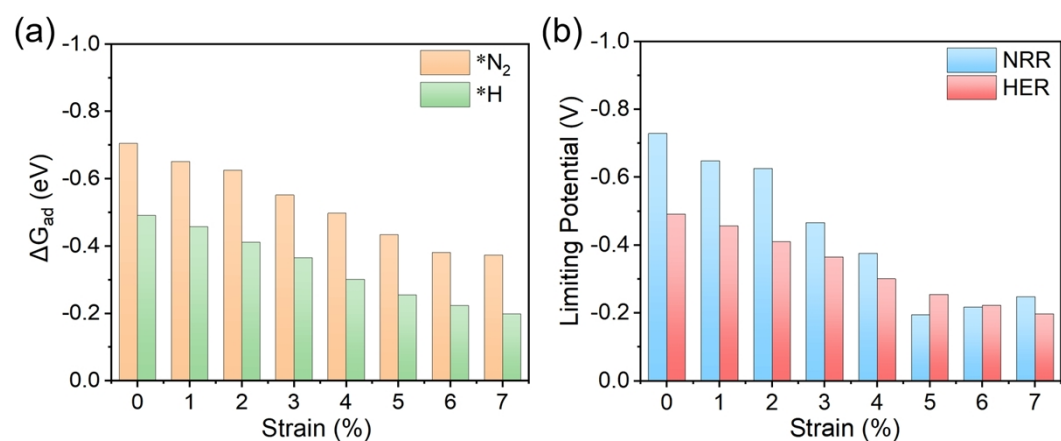 (a)
-1.0
-0.8
-0.6
-0.4
-0.2
0.0
ΔG_ad (eV)
*N₂
*H
0 1 2 3 4 5 6 7
Strain (%)
(b)
-1.0
-0.8
-0.6
-0.4
-0.2
0.0
Limiting Potential (V)
NRR
HER
0 1 2 3 4 5 6 7
Strain (%)